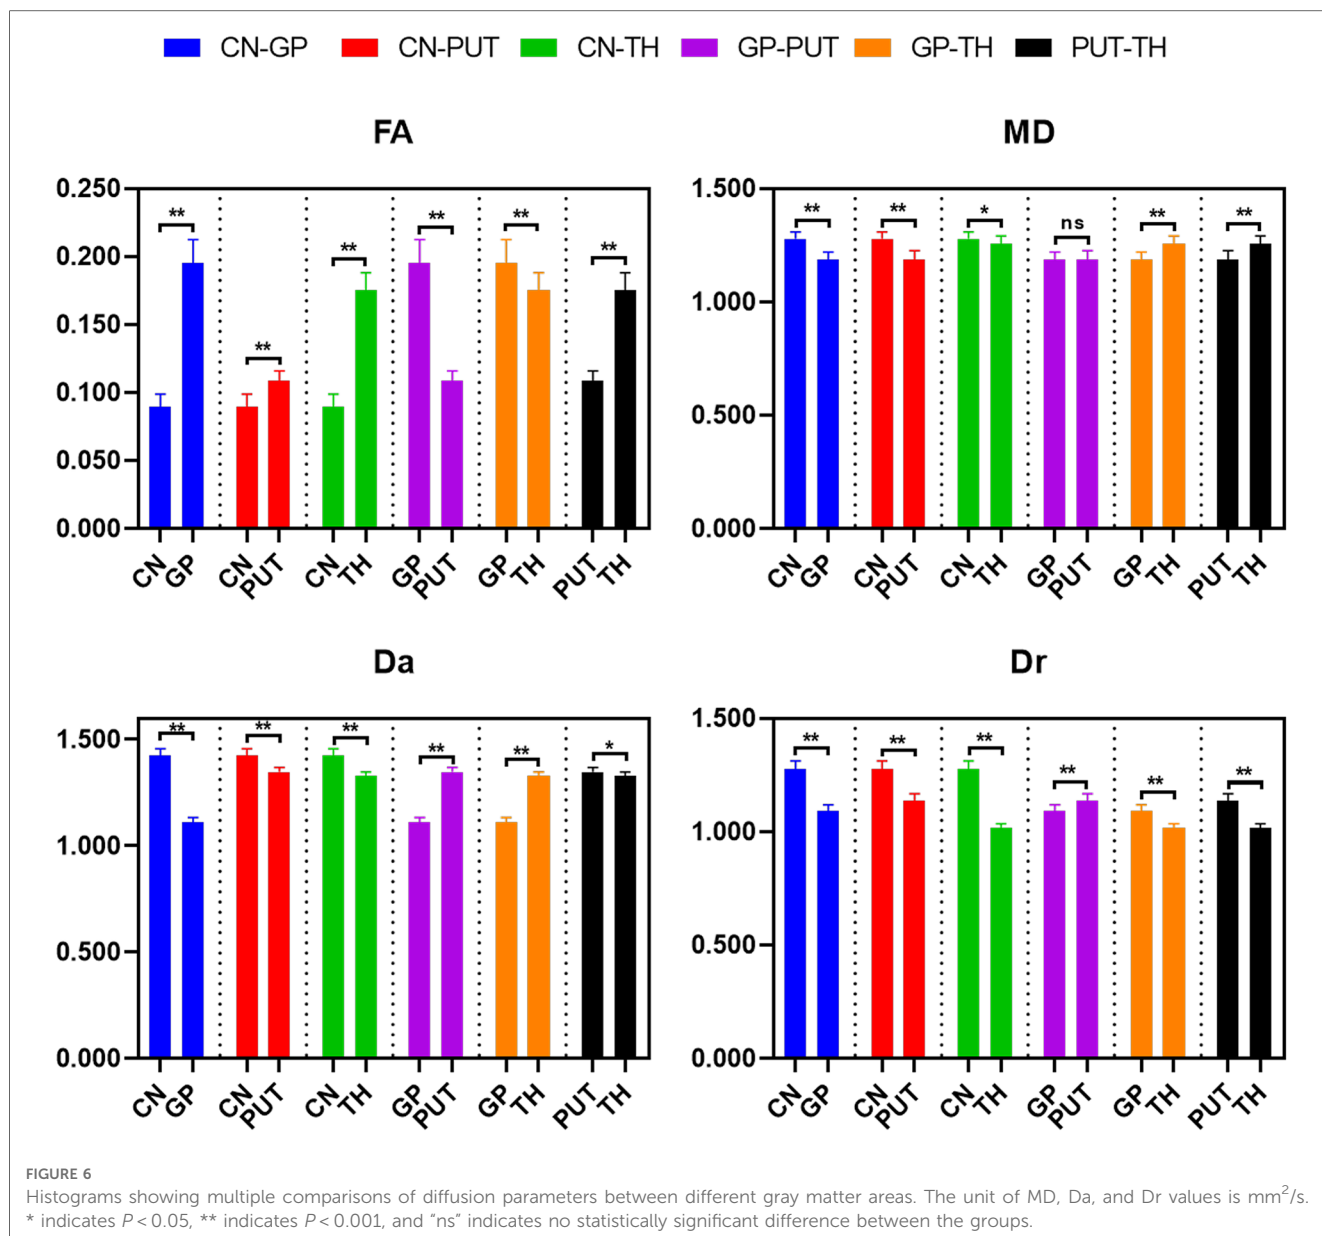 CN-GP CN-PUT CN-TH GP-PUT GP-TH PUT-TH
FA
0.250
0.200
0.150
0.100
0.050
0.000
** ** ** ** ** **
CN GP CN PUT CN TH GP PUT GP TH PUT TH
MD
1.500
1.000
0.500
0.000
** ** * ns ** **
CN GP CN PUT CN TH GP PUT GP TH PUT TH
Da
1.500
1.000
0.500
0.000
** ** ** ** ** *
CN GP CN PUT CN TH GP PUT GP TH PUT TH
Dr
1.500
1.000
0.500
0.000
** ** ** ** ** **
CN GP CN PUT CN TH GP PUT GP TH PUT TH
FIGURE 6
Histograms showing multiple comparisons of diffusion parameters between different gray matter areas. The unit of MD, Da, and Dr values is mm²/s.
* indicates P < 0.05, ** indicates P < 0.001, and “ns” indicates no statistically significant difference between the groups.